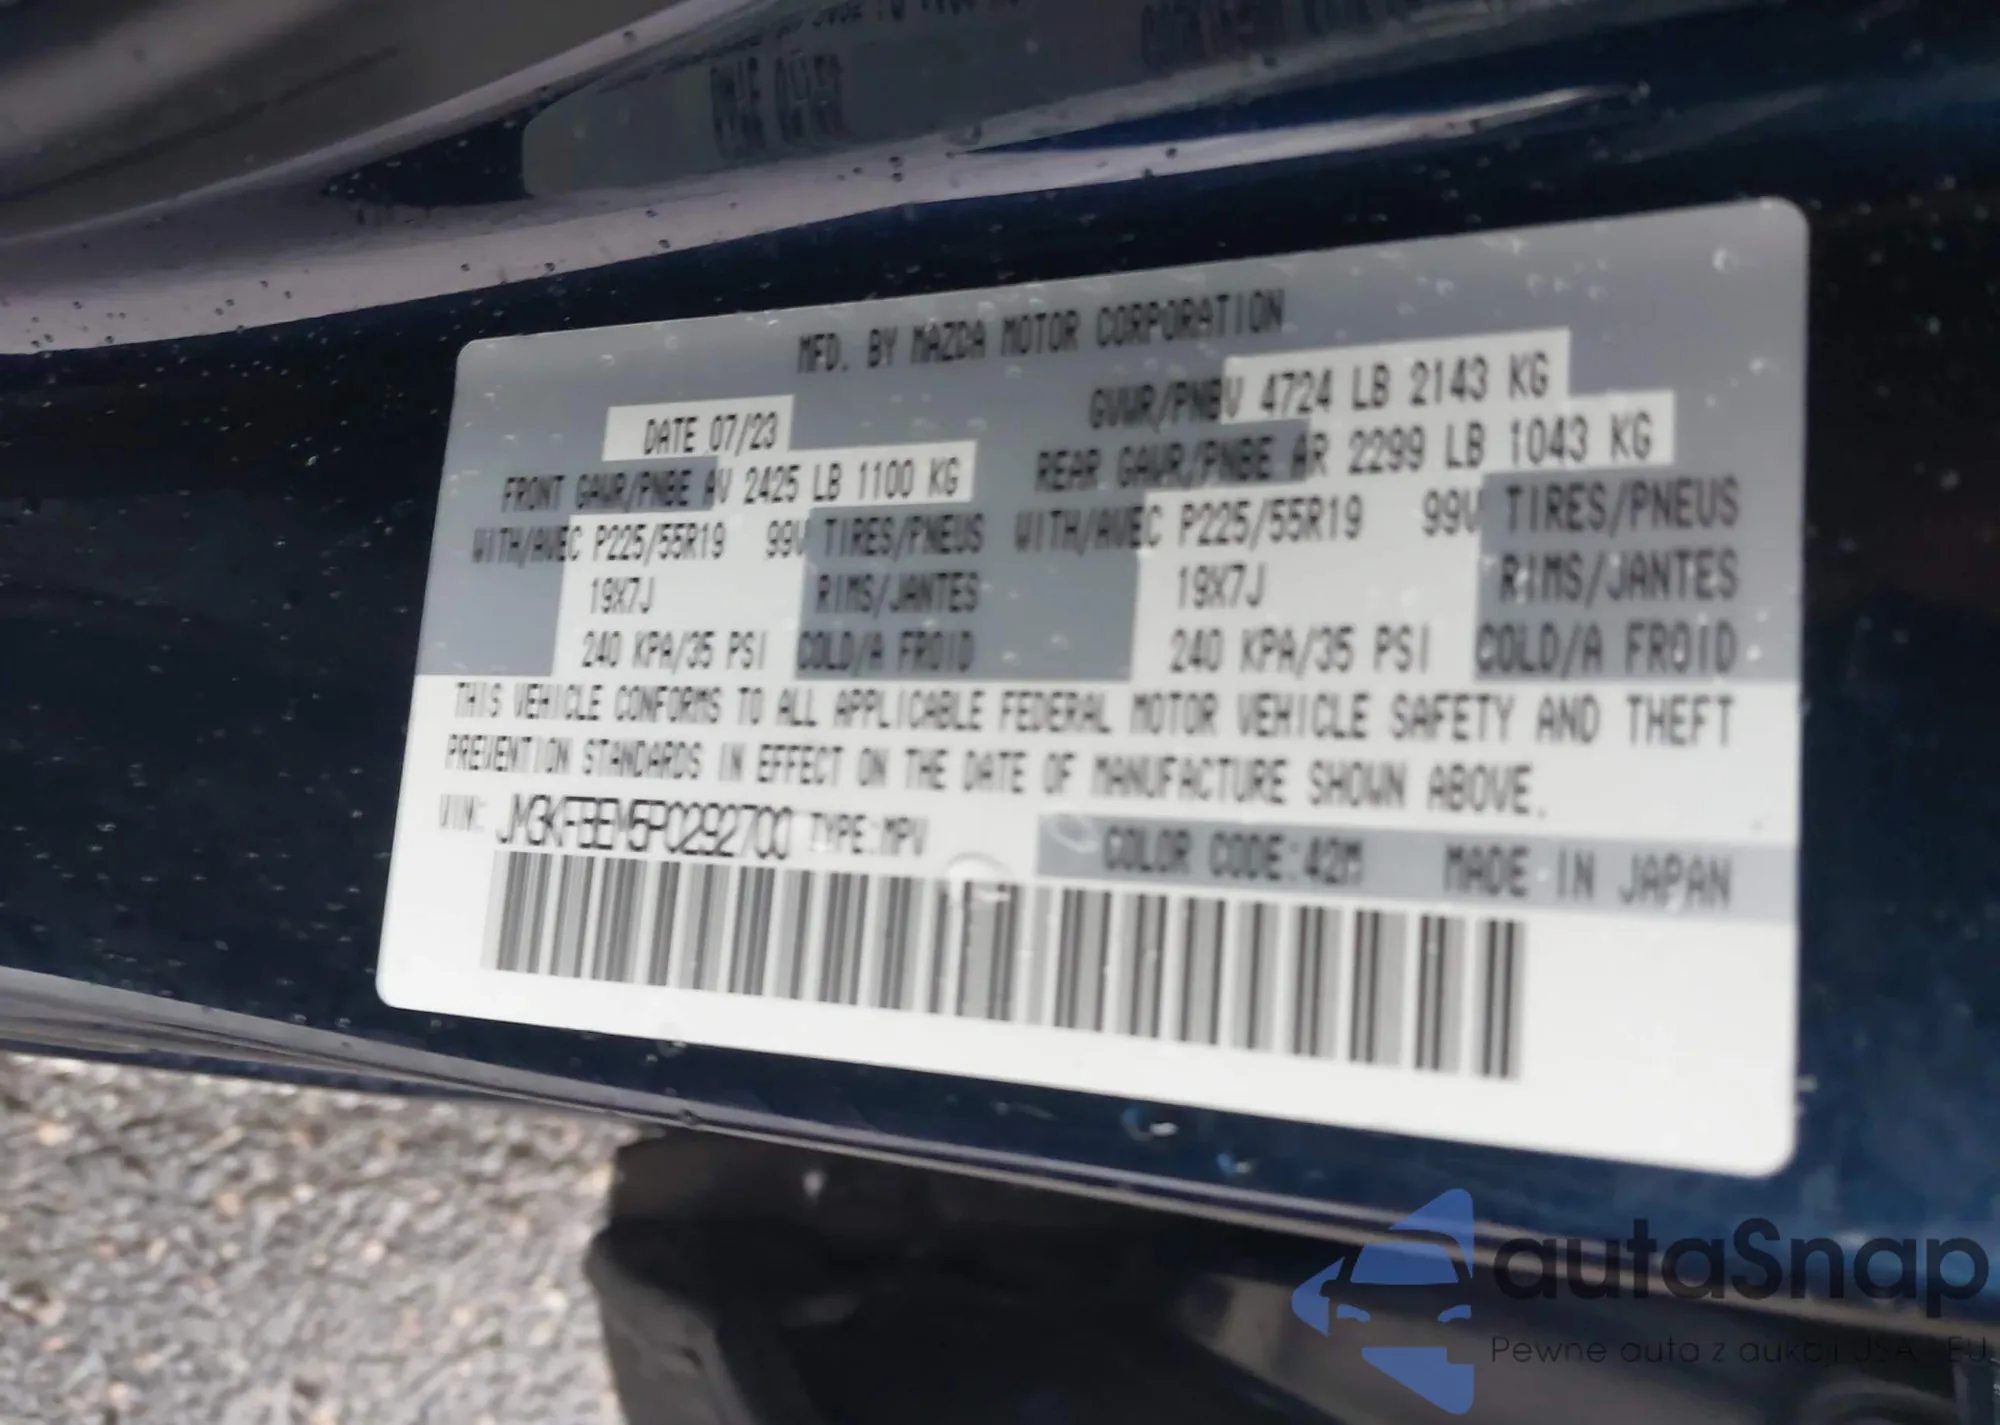 MFD. BY MAZDA MOTOR CORPORATION
DATE 07/23 GVWR/PNBV 4724 LB 2143 KG
FRONT GAWR/PNBE AV 2425 LB 1100 KG REAR GAWR/PNBE AR 2299 LB 1043 KG
WITH/AVEC P225/55R19 99V TIRES/PNEUS WITH/AVEC P225/55R19 99V TIRES/PNEUS
19X7J RIMS/JANTES 19X7J RIMS/JANTES
240 KPA/35 PSI COLD/A FROID 240 KPA/35 PSI COLD/A FROID
THIS VEHICLE CONFORMS TO ALL APPLICABLE FEDERAL MOTOR VEHICLE SAFETY AND THEFT
PREVENTION STANDARDS IN EFFECT ON THE DATE OF MANUFACTURE SHOWN ABOVE.
VIN: JM3KFBEM5P0292700 TYPE:MPV COLOR CODE:42M MADE IN JAPAN
autaSnap
Pewne auta z aukcji USA i EU